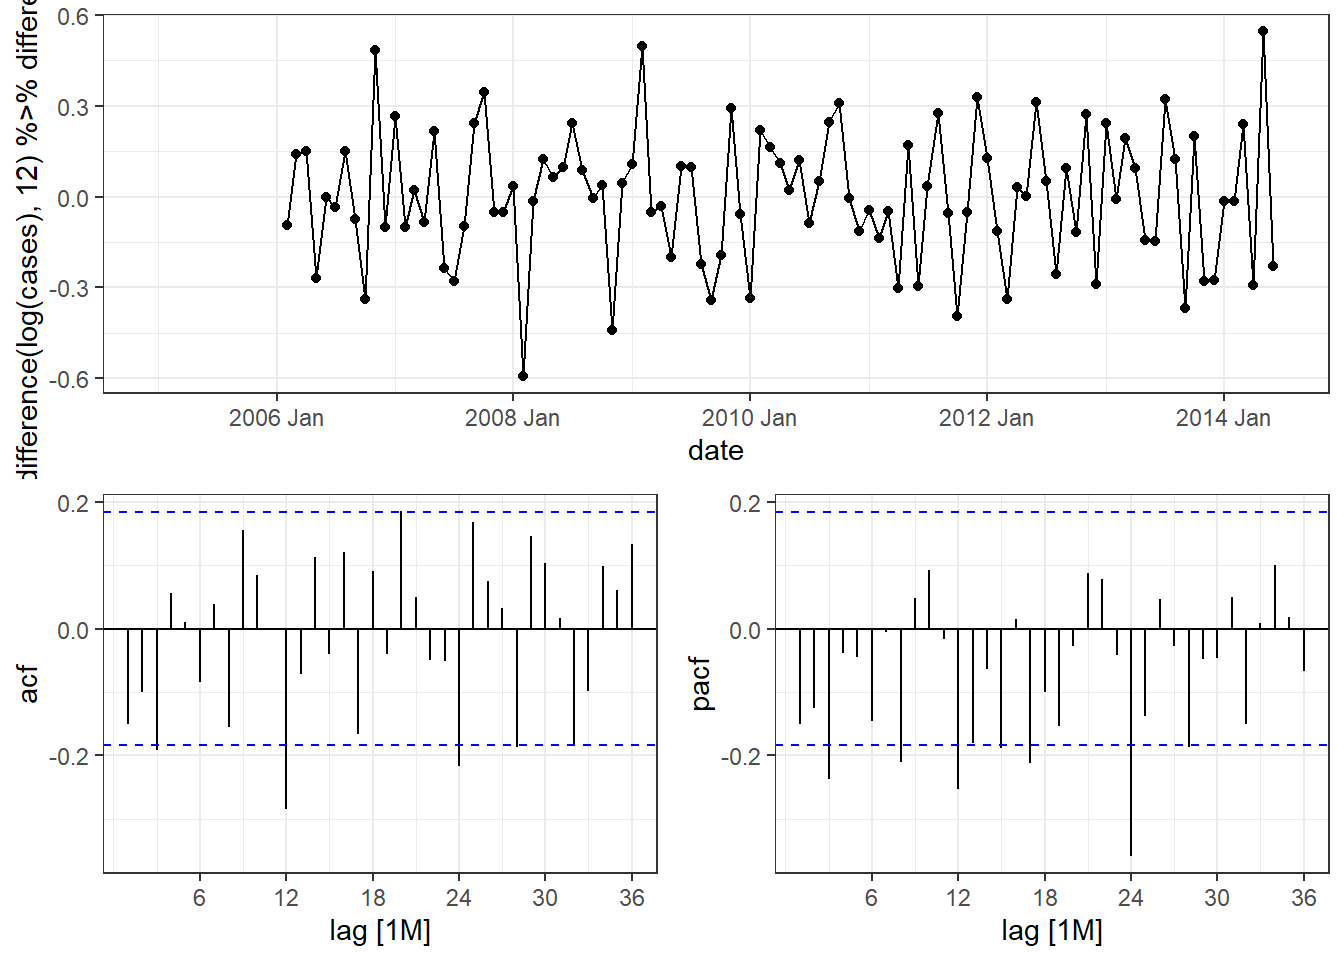 difference(log(cases), 12) %>% differe
0.6
0.3
0.0
-0.3
-0.6
2006 Jan
2008 Jan
2010 Jan
2012 Jan
2014 Jan
date
acf
0.2
0.0
-0.2
6
12
18
24
30
36
lag [1M]
pacf
0.2
0.0
-0.2
6
12
18
24
30
36
lag [1M]